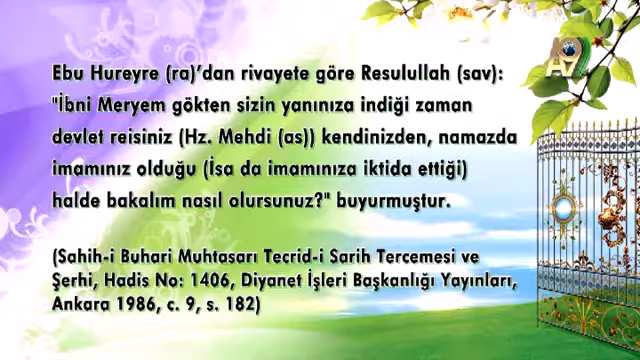 Ebu Hureyre (ra)'dan rivayete göre Resulullah (sav):
"İbni Meryem gökten sizin yanınıza indiği zaman
devlet reisiniz (Hz. Mehdi (as)) kendinizden, namazda
imamınız olduğu (İsa da imamınıza iktida ettiği)
halde bakalım nasıl olursunuz?" buyurmuştur.
(Sahih-i Buhari Muhtasarı Tecrid-i Sarih Tercemesi ve
Şerhi, Hadis No: 1406, Diyanet İşleri Başkanlığı Yayınları,
Ankara 1986, c. 9, s. 182)